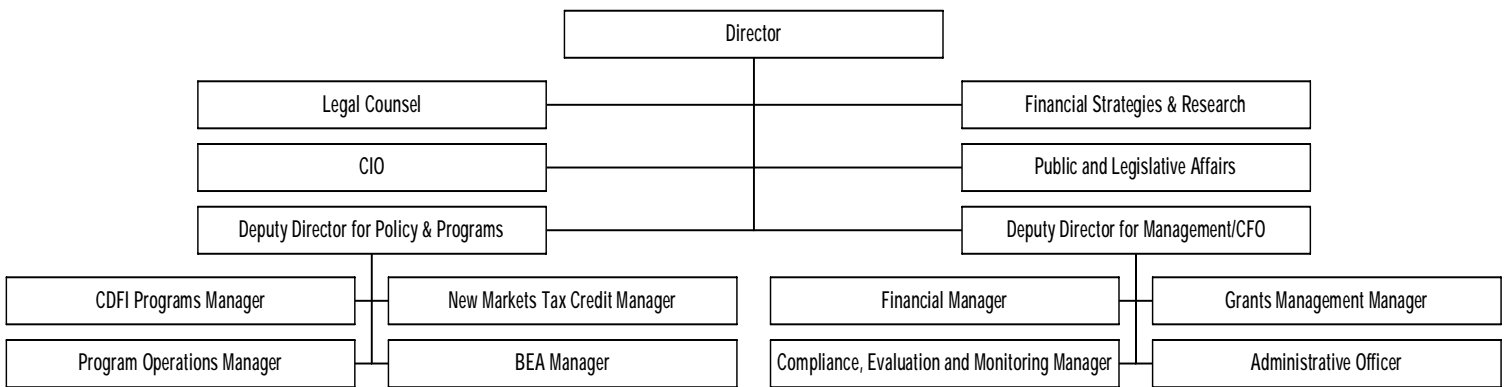 Director
Legal Counsel
Financial Strategies & Research
CIO
Public and Legislative Affairs
Deputy Director for Policy & Programs
Deputy Director for Management/CFO
CDFI Programs Manager
New Markets Tax Credit Manager
Financial Manager
Grants Management Manager
Program Operations Manager
BEA Manager
Compliance, Evaluation and Monitoring Manager
Administrative Officer